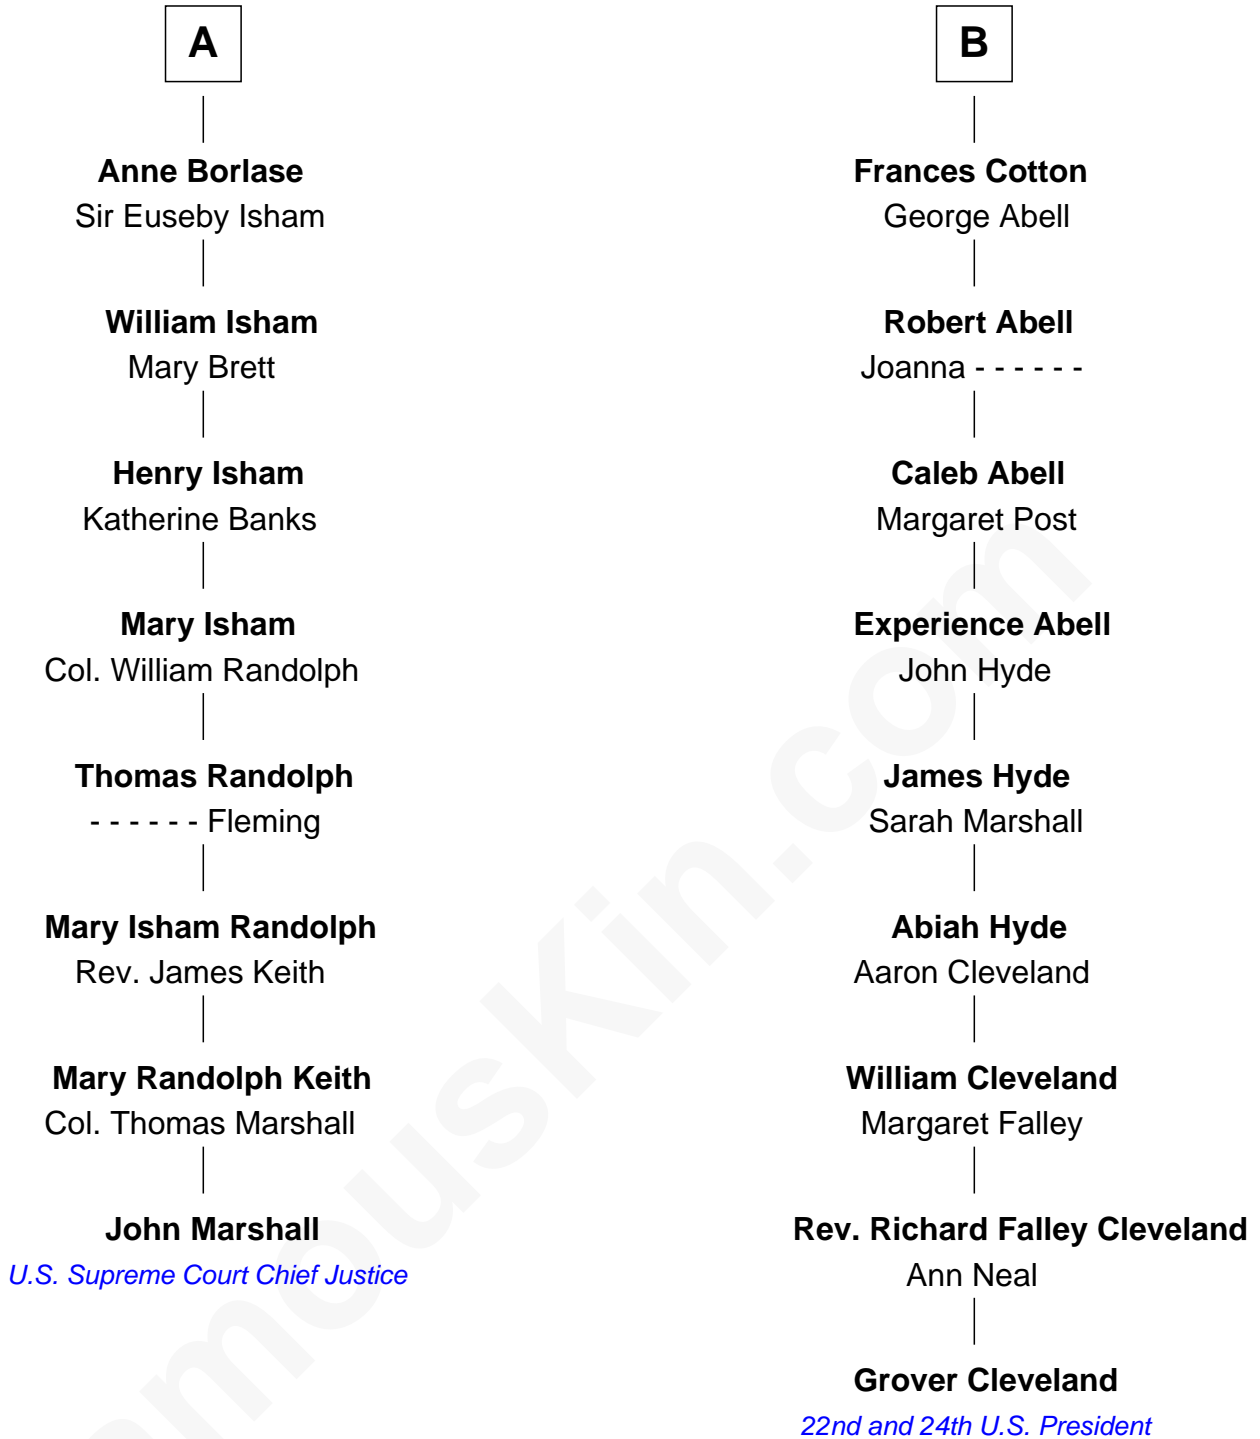 A
Anne Borlase
Sir Euseby Isham
William Isham
Mary Brett
Henry Isham
Katherine Banks
Mary Isham
Col. William Randolph
Thomas Randolph
- - - - - - Fleming
Mary Isham Randolph
Rev. James Keith
Mary Randolph Keith
Col. Thomas Marshall
John Marshall
U.S. Supreme Court Chief Justice
B
Frances Cotton
George Abell
Robert Abell
Joanna - - - - - -
Caleb Abell
Margaret Post
Experience Abell
John Hyde
James Hyde
Sarah Marshall
Abiah Hyde
Aaron Cleveland
William Cleveland
Margaret Falley
Rev. Richard Falley Cleveland
Ann Neal
Grover Cleveland
22nd and 24th U.S. President
amouskin.com